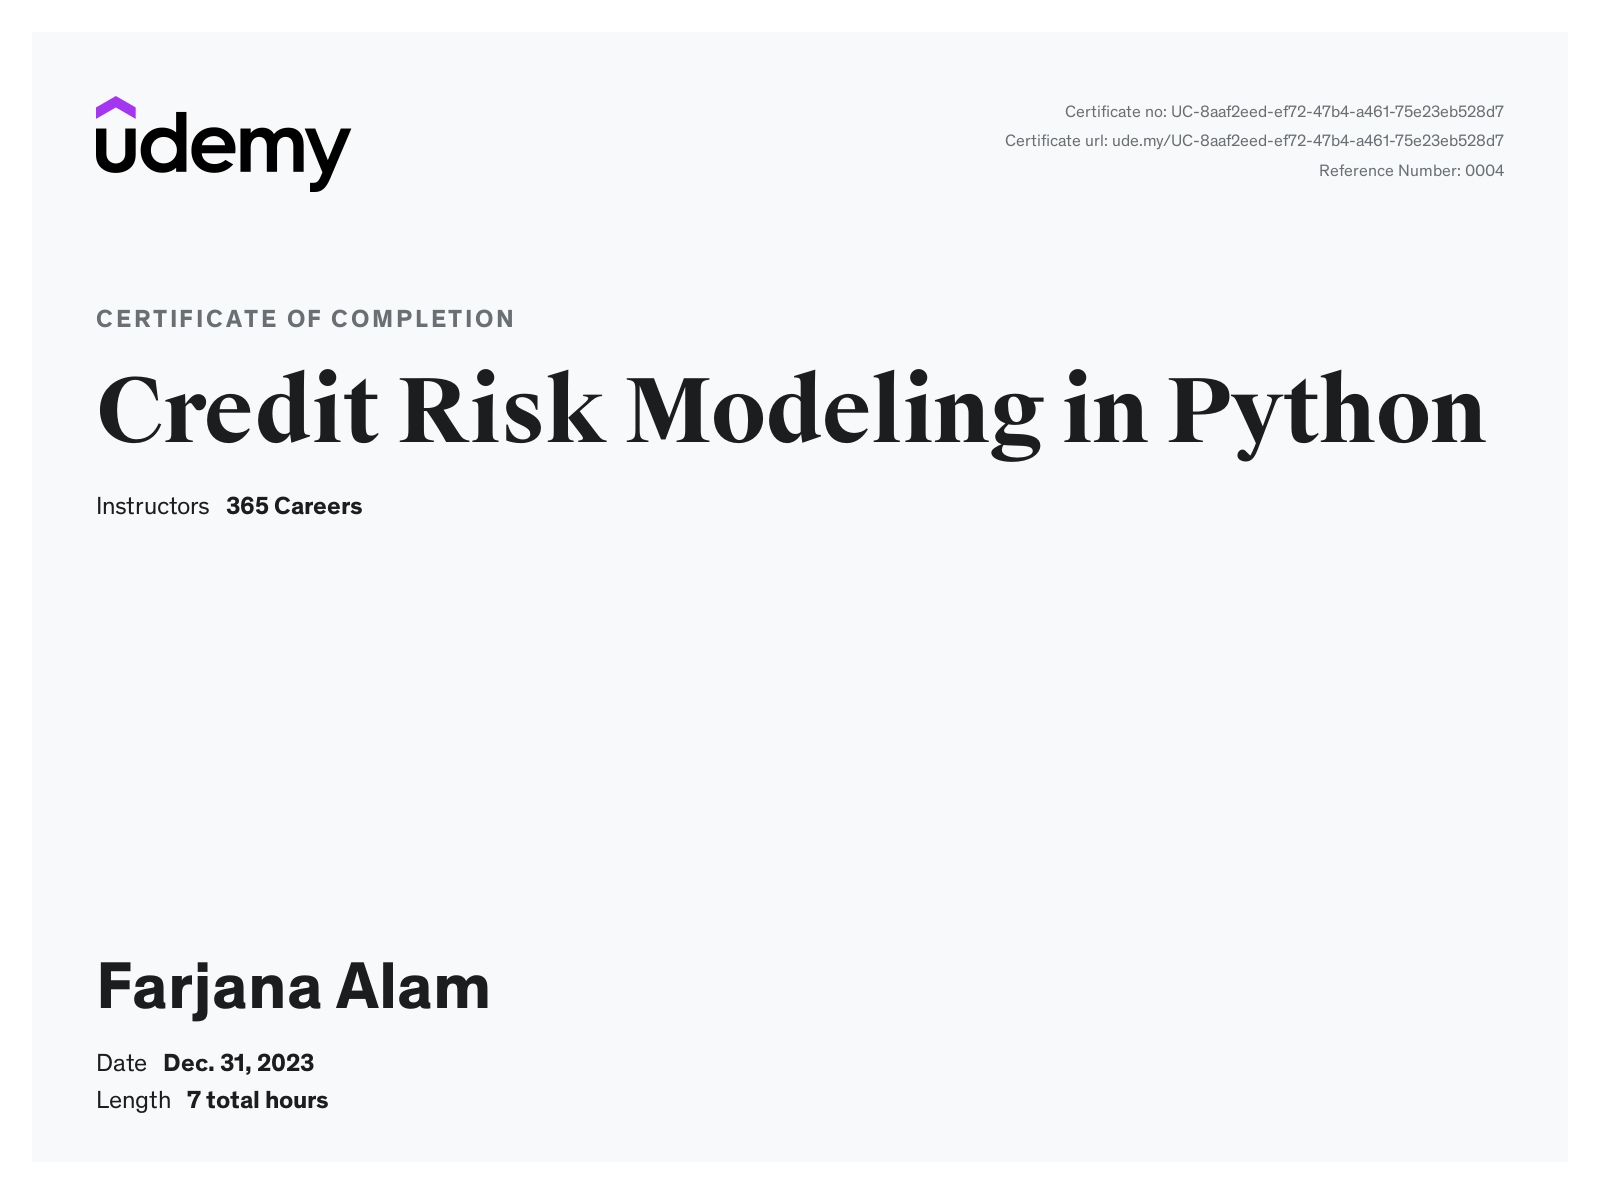 udemy
Certificate no: UC-8aaf2eed-ef72-47b4-a461-75e23eb528d7
Certificate url: ude.my/UC-8aaf2eed-ef72-47b4-a461-75e23eb528d7
Reference Number: 0004
CERTIFICATE OF COMPLETION
Credit Risk Modeling in Python
Instructors 365 Careers
Farjana Alam
Date Dec. 31, 2023
Length 7 total hours